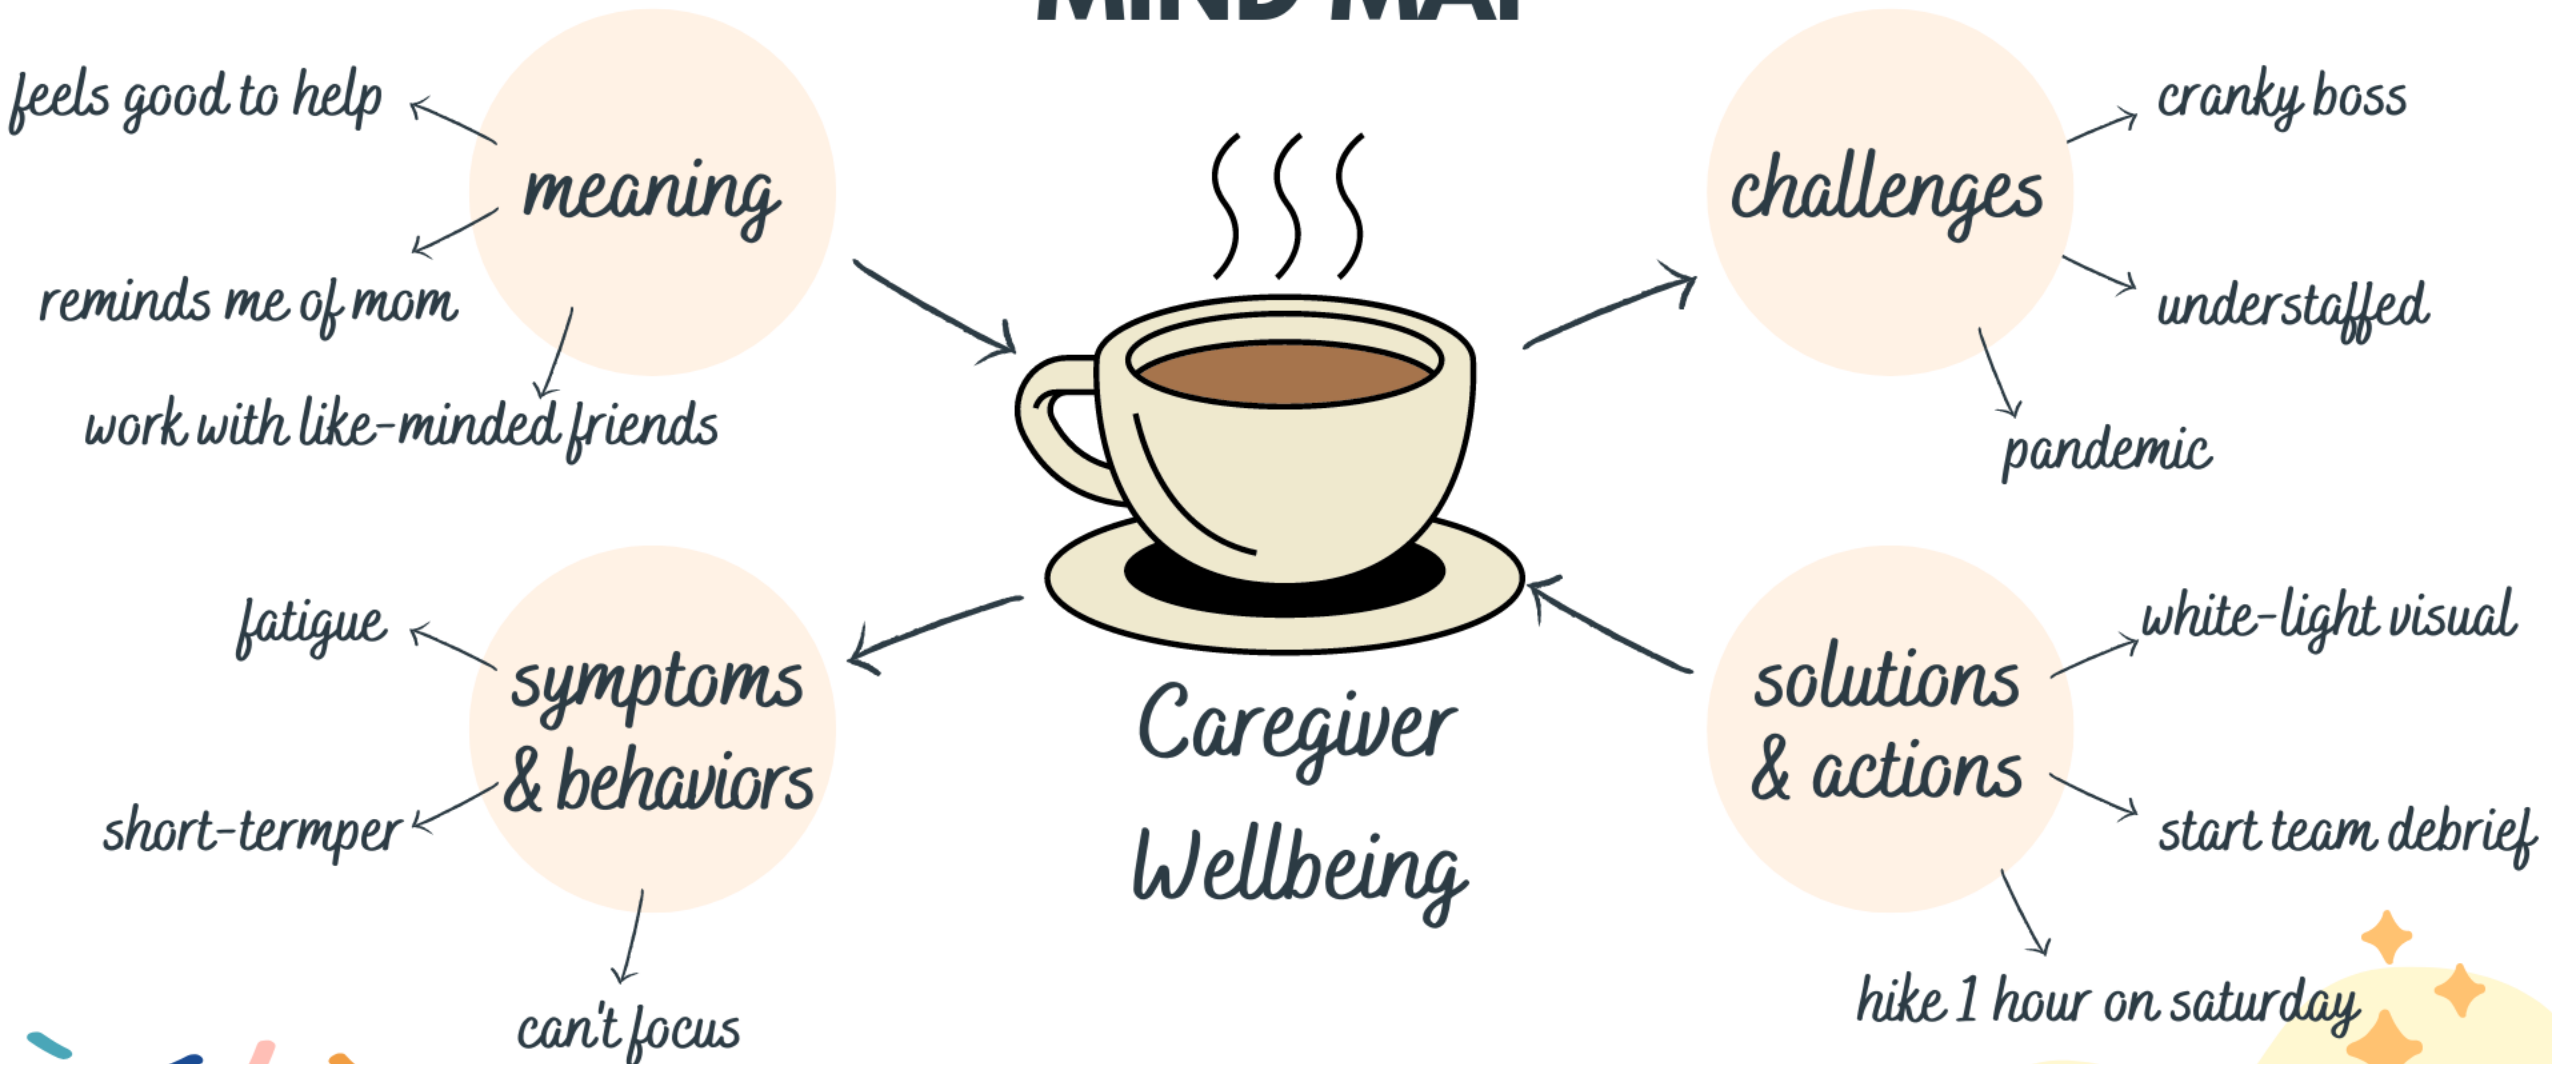 MIND MAP
feels good to help
meaning
reminds me of mom
work with like-minded friends
challenges
cranky boss
understaffed
pandemic
fatigue
symptoms
& behaviors
short-termper
can't focus
Caregiver
Wellbeing
solutions
& actions
white-light visual
start team debrief
hike 1 hour on saturday